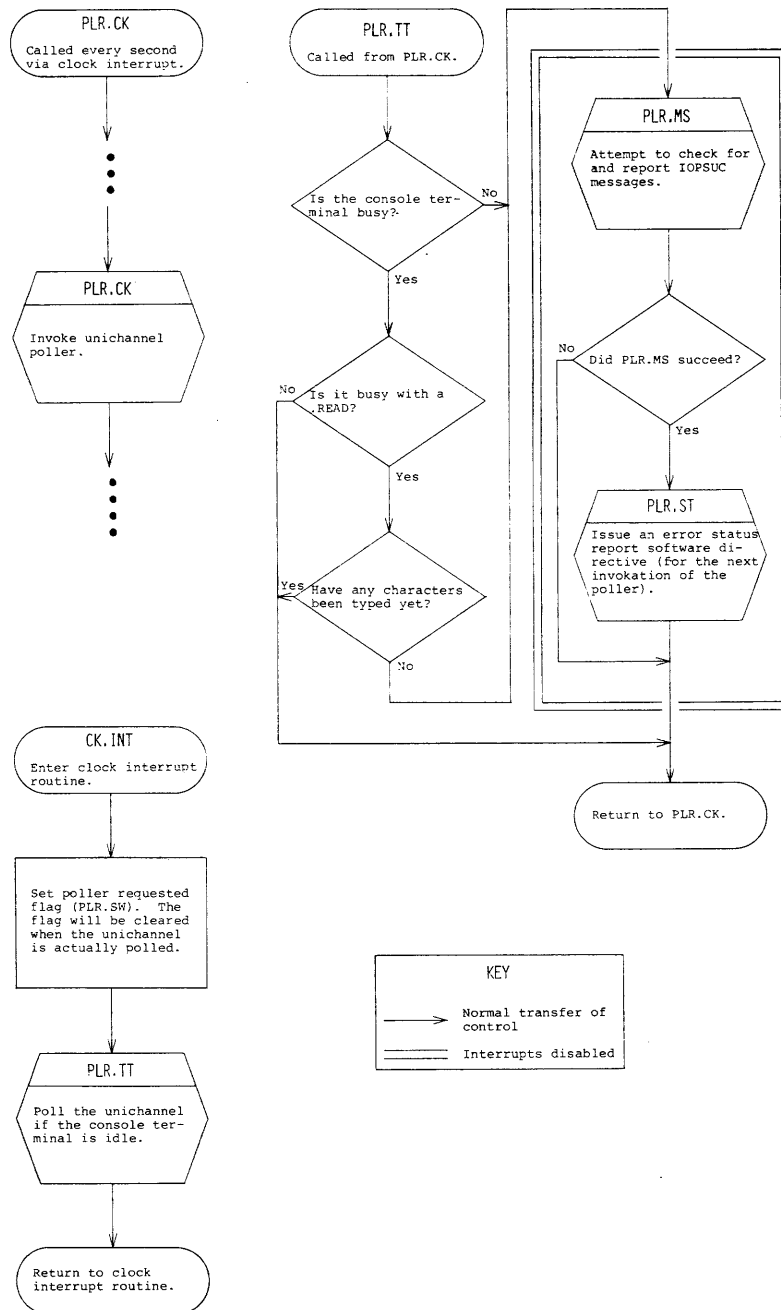 PLR.CK
Called every second
via clock interrupt.
PLR.CK
Invoke unichannel
poller.
CK.INT
Enter clock interrupt
routine.
Set poller requested
flag (PLR.SW). The
flag will be cleared
when the unichannel
is actually polled.
PLR.TT
Poll the unichannel
if the console ter-
minal is idle.
Return to clock
interrupt routine.
PLR.TT
Called from PLR.CK.
Is the console ter-
minal busy?
No
Yes
Is it busy with a
.READ?
No
Yes
Have any characters
been typed yet?
Yes
No
PLR.MS
Attempt to check for
and report IOPSUC
messages.
Did PLR.MS succeed?
No
Yes
PLR.ST
Issue an error status
report software di-
rective (for the next
invokation of the
poller).
Return to PLR.CK.
KEY
Normal transfer of
control
Interrupts disabled